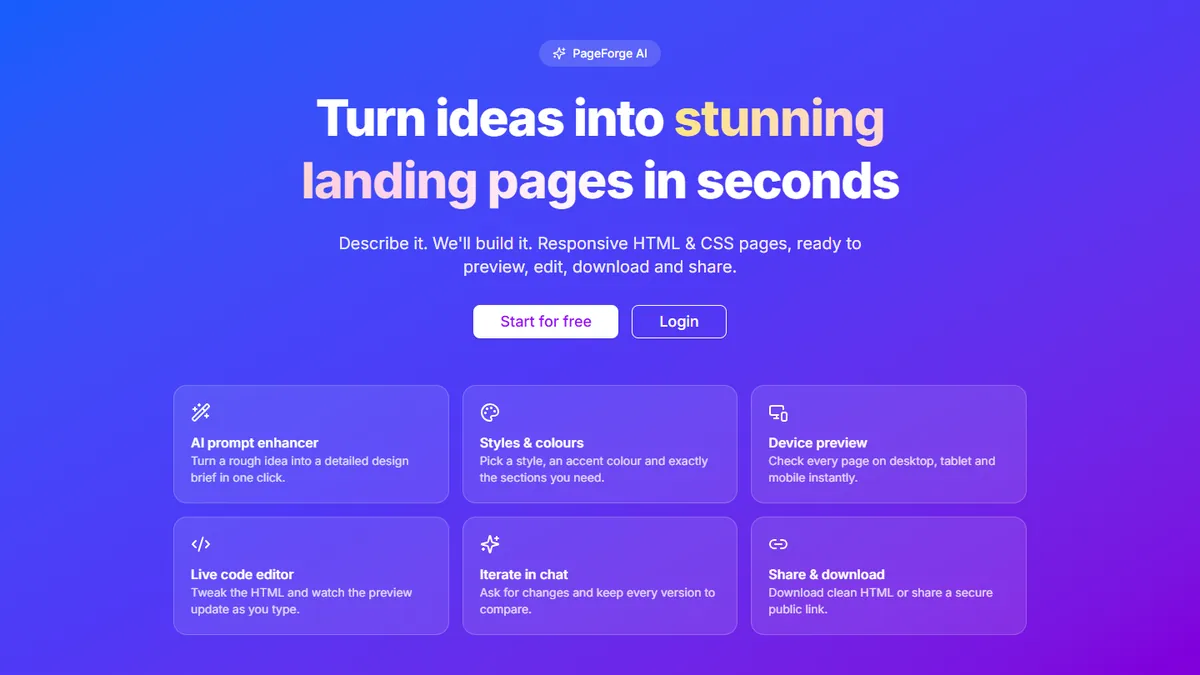 PageForge AI
Turn ideas into stunning
landing pages in seconds
Describe it. We'll build it. Responsive HTML & CSS pages, ready to
preview, edit, download and share.
Start for free
Login
AI prompt enhancer
Turn a rough idea into a detailed design
brief in one click.
Styles & colours
Pick a style, an accent colour and exactly
the sections you need.
Device preview
Check every page on desktop, tablet and
mobile instantly.
Live code editor
Tweak the HTML and watch the preview
update as you type.
Iterate in chat
Ask for changes and keep every version to
compare.
Share & download
Download clean HTML or share a secure
public link.